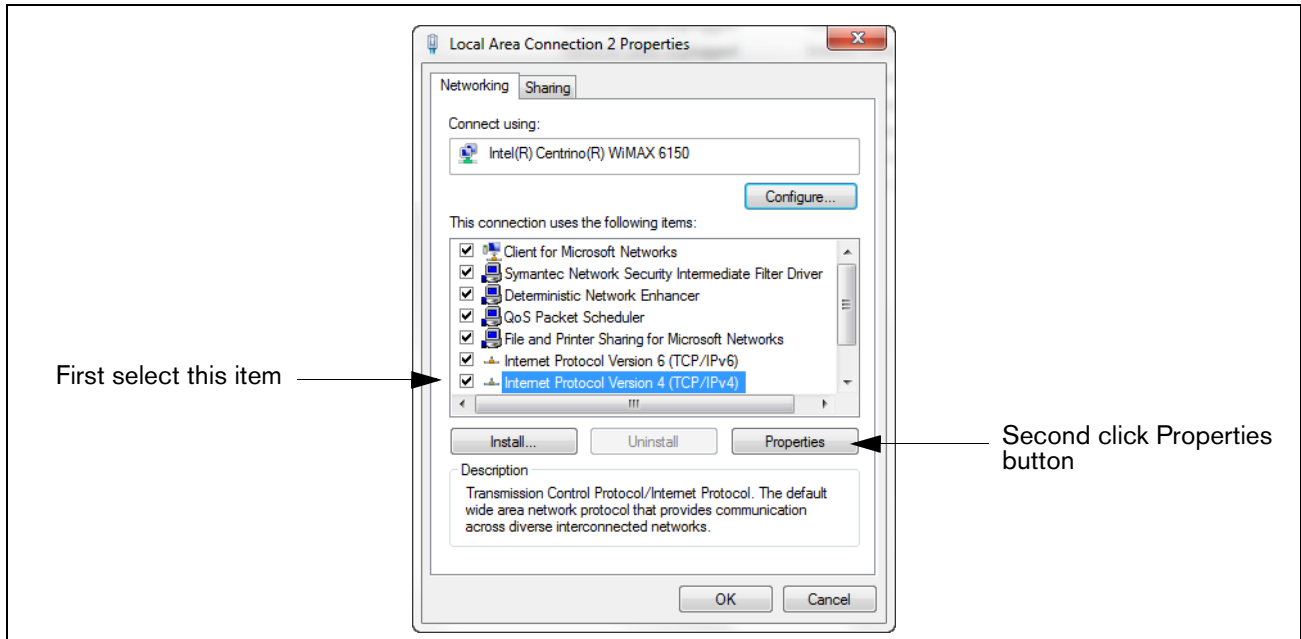 Local Area Connection 2 Properties
Networking
Sharing
Connect using:
Intel(R) Centrino(R) WiMAX 6150
Configure...
This connection uses the following items:
Client for Microsoft Networks
Symantec Network Security Intermediate Filter Driver
Deterministic Network Enhancer
QoS Packet Scheduler
File and Printer Sharing for Microsoft Networks
Internet Protocol Version 6 (TCP/IPv6)
First select this item
Internet Protocol Version 4 (TCP/IPv4)
Install...
Uninstall
Properties
Second click Properties
button
Description
Transmission Control Protocol/Internet Protocol. The default
wide area network protocol that provides communication
across diverse interconnected networks.
OK
Cancel